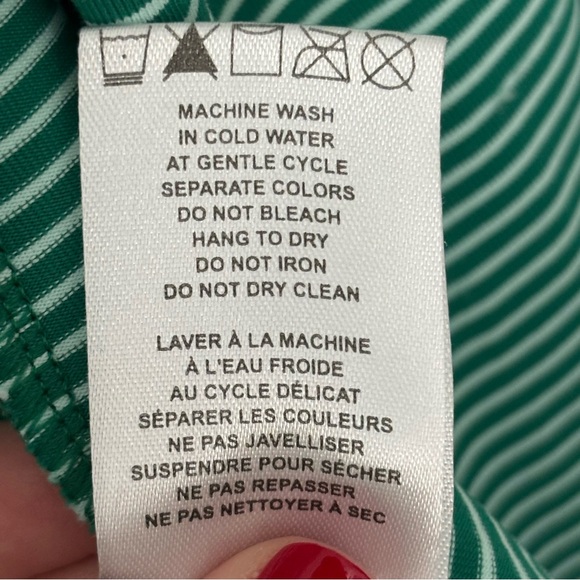 MACHINE WASH
IN COLD WATER
AT GENTLE CYCLE
SEPARATE COLORS
DO NOT BLEACH
HANG TO DRY
DO NOT IRON
DO NOT DRY CLEAN
LAVER À LA MACHINE
À L'EAU FROIDE
AU CYCLE DÉLICAT
SÉPARER LES COULEURS
NE PAS JAVELLISER
SUSPENDRE POUR SÉCHER
NE PAS REPASSER
NE PAS NETTOYER À SEC